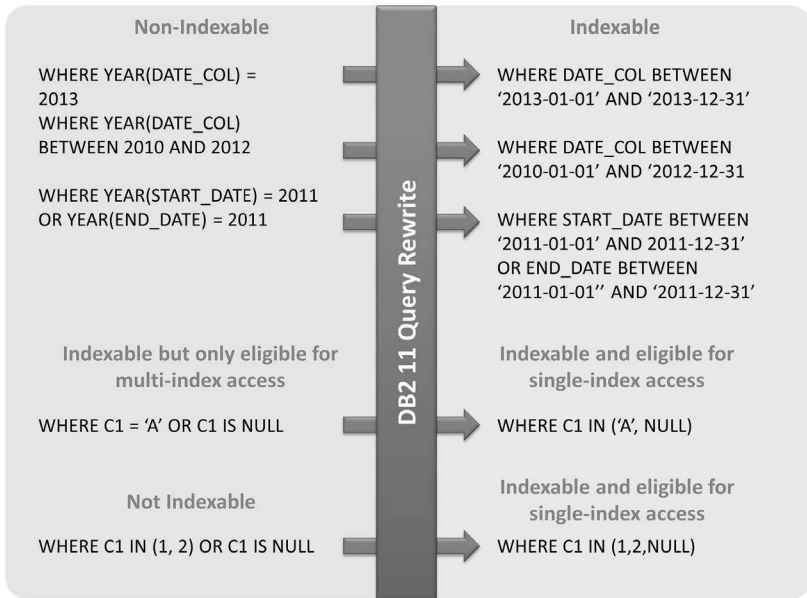 Non-Indexable
Indexable
WHERE YEAR(DATE_COL) =
2013
WHERE DATE_COL BETWEEN
‘2013-01-01’ AND ‘2013-12-31’
WHERE YEAR(DATE_COL)
BETWEEN 2010 AND 2012
WHERE DATE_COL BETWEEN
‘2010-01-01’ AND ‘2012-12-31
WHERE YEAR(START_DATE) = 2011
OR YEAR(END_DATE) = 2011
WHERE START_DATE BETWEEN
‘2011-01-01’ AND 2011-12-31’
OR END_DATE BETWEEN
‘2011-01-01’’ AND ‘2011-12-31’
DB2 11 Query Rewrite
Indexable but only eligible for
multi-index access
Indexable and eligible for
single-index access
WHERE C1 = ‘A’ OR C1 IS NULL
WHERE C1 IN (‘A’, NULL)
Not Indexable
Indexable and eligible for
single-index access
WHERE C1 IN (1, 2) OR C1 IS NULL
WHERE C1 IN (1,2,NULL)